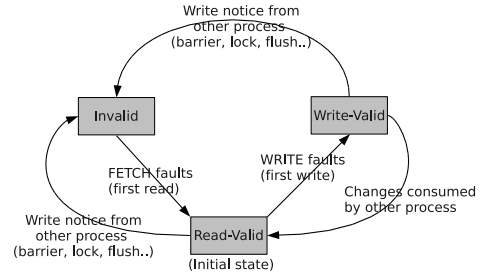 Write notice from
other process
(barrier, lock, flush..)
Invalid
Write-Valid
FETCH faults
(first read)
WRITE faults
(first write)
Changes consumed
by other process
Write notice from
other process
(barrier, lock, flush..)
Read-Valid
(Initial state)